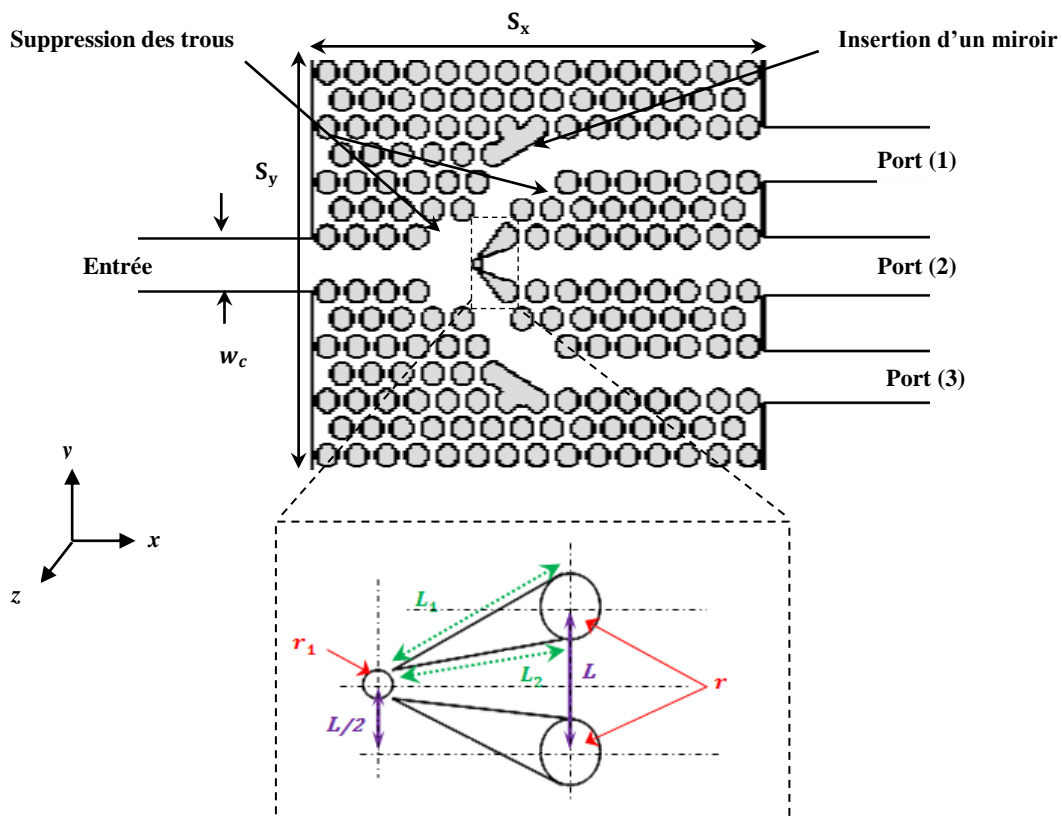 Sx
Suppression des trous
Insertion d’un miroir
Sy
Port (1)
Entrée
Port (2)
wc
Port (3)
y
x
z
L1
r1
L2
L
r
L/2